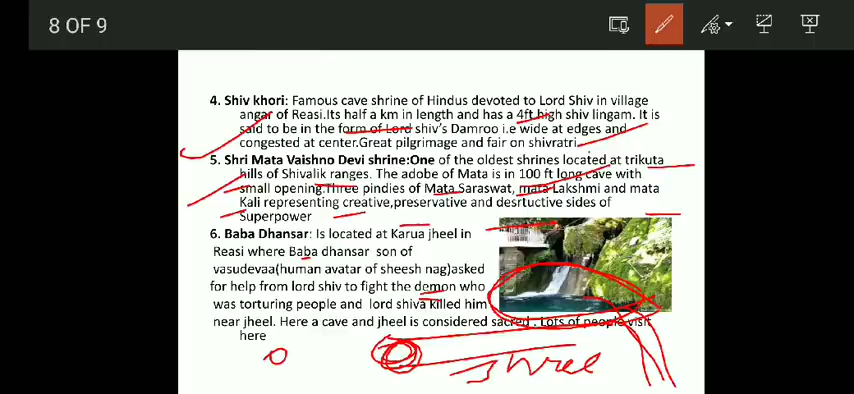 8 OF 9
4. Shiv khori: Famous cave shrine of Hindus devoted to Lord Shiv in village
angar of Reasi.Its half a km in length and has a 4ft high shiv lingam. It is
said to be in the form of Lord shiv's Damroo i.e wide at edges and
congested at center.Great pilgrimage and fair on shivratri.
5. Shri Mata Vaishno Devi shrine:One of the oldest shrines located at trikuta
hills of Shivalik ranges. The adobe of Mata is in 100 ft long cave with
small opening.Three pindies of Mata Saraswat, mata Lakshmi and mata
Kali representing creative,preservative and desrtuctive sides of
Superpower
6. Baba Dhansar: Is located at Karua jheel in
Reasi where Baba dhansar son of
vasudevaa(human avatar of sheesh nag)asked
for help from lord shiv to fight the demon who
was torturing people and lord shiva killed him
near jheel. Here a cave and jheel is considered sacred . Lots of people visit
here